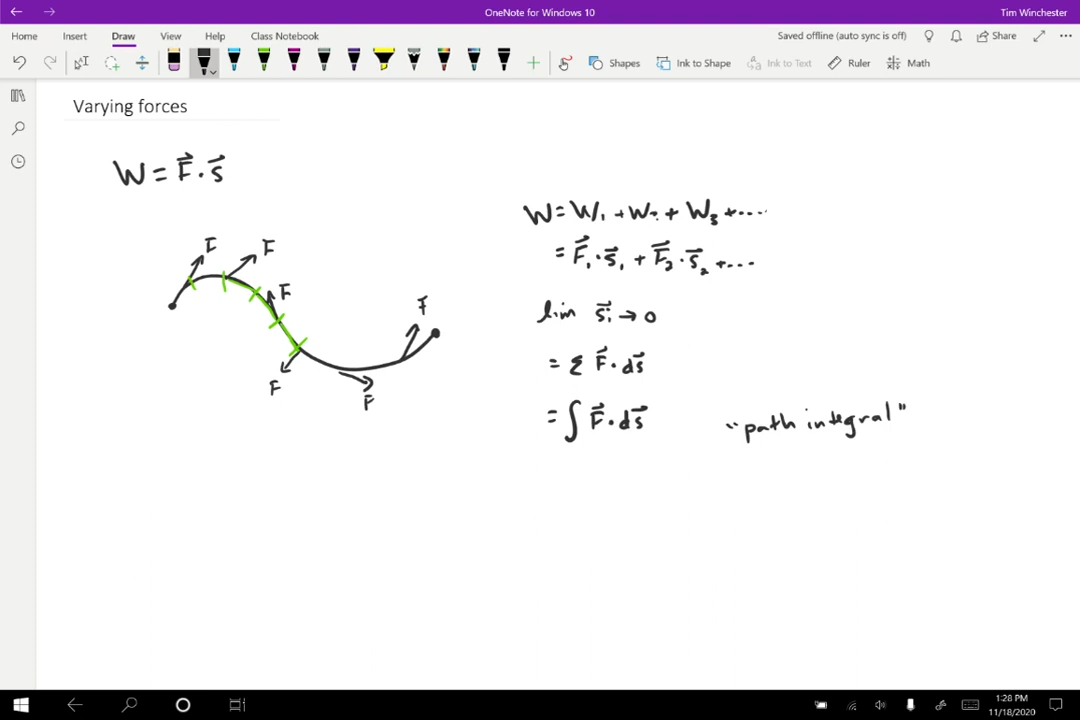 OneNote for Windows 10
Tim Winchester
Home Insert Draw View Help Class Notebook
Saved offline (auto sync is off) Share
Shapes Ink to Shape Ink to Text Ruler Math
Varying forces
W = F⃗ · s⃗
W = W₁ + W₂ + W₃ + ....
= F⃗₁ · s⃗₁ + F⃗₂ · s⃗₂ + ...
F F
F
lim s⃗ᵢ → 0
F
= Σ F⃗ · ds⃗
F
F
= ∫ F⃗ · ds⃗ "path integral"
1:28 PM
11/18/2020